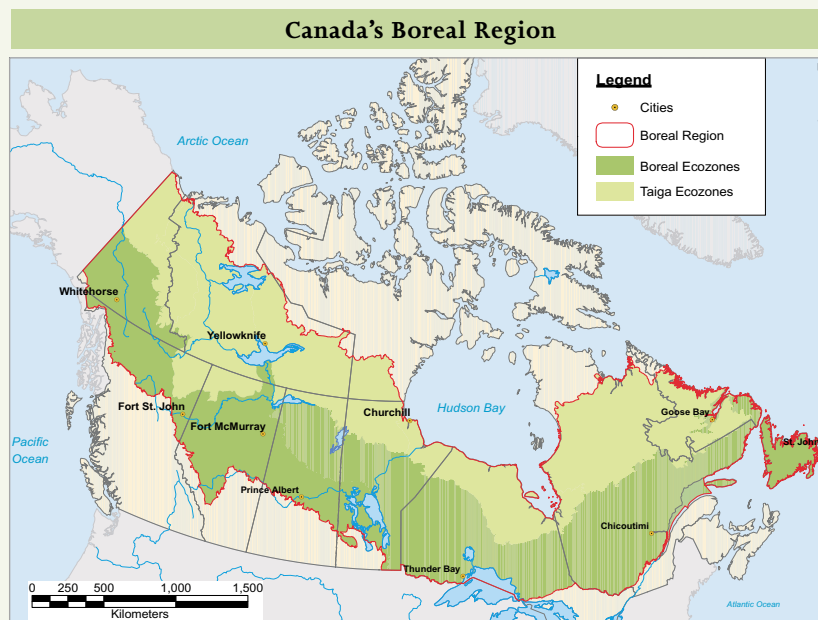 Canada's Boreal Region
Legend
Cities
Boreal Region
Boreal Ecozones
Taiga Ecozones
Arctic Ocean
Whitehorse
Yellowknife
Fort St. John
Churchill
Hudson Bay
Goose Bay
Fort McMurray
Pacific
Ocean
St. John
Prince Albert
Chicoutimi
Thunder Bay
0 250 500 1,000 1,500
Kilometers
Atlantic Ocean